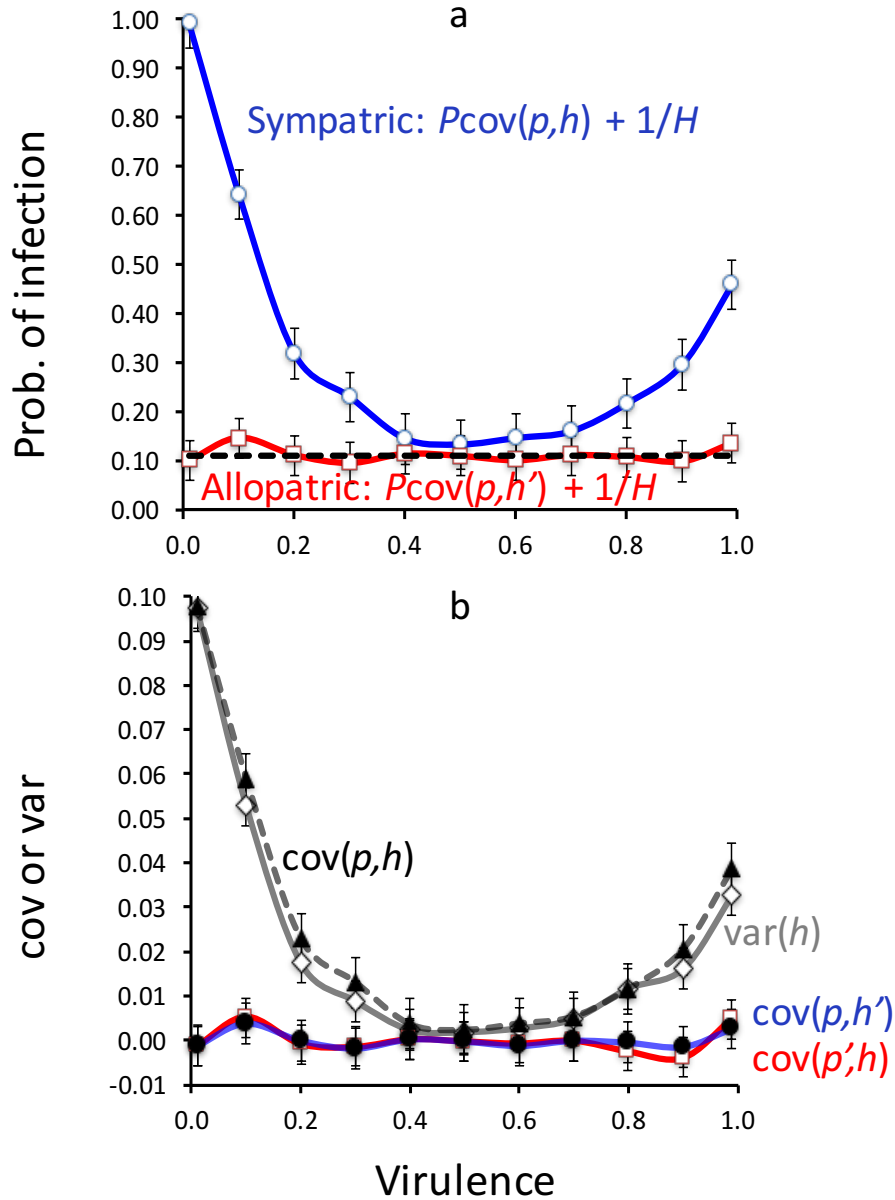 a
1.00
0.90
0.80
0.70
0.60
0.50
0.40
0.30
0.20
0.10
0.00
Prob. of infection
Sympatric: Pcov(p,h) + 1/H
Allopatric: Pcov(p,h’) + 1/H
0.0 0.2 0.4 0.6 0.8 1.0
b
0.10
0.09
0.08
0.07
0.06
0.05
0.04
0.03
0.02
0.01
0.00
-0.01
cov or var
cov(p,h)
var(h)
cov(p,h’)
cov(p’,h)
0.0 0.2 0.4 0.6 0.8 1.0
Virulence